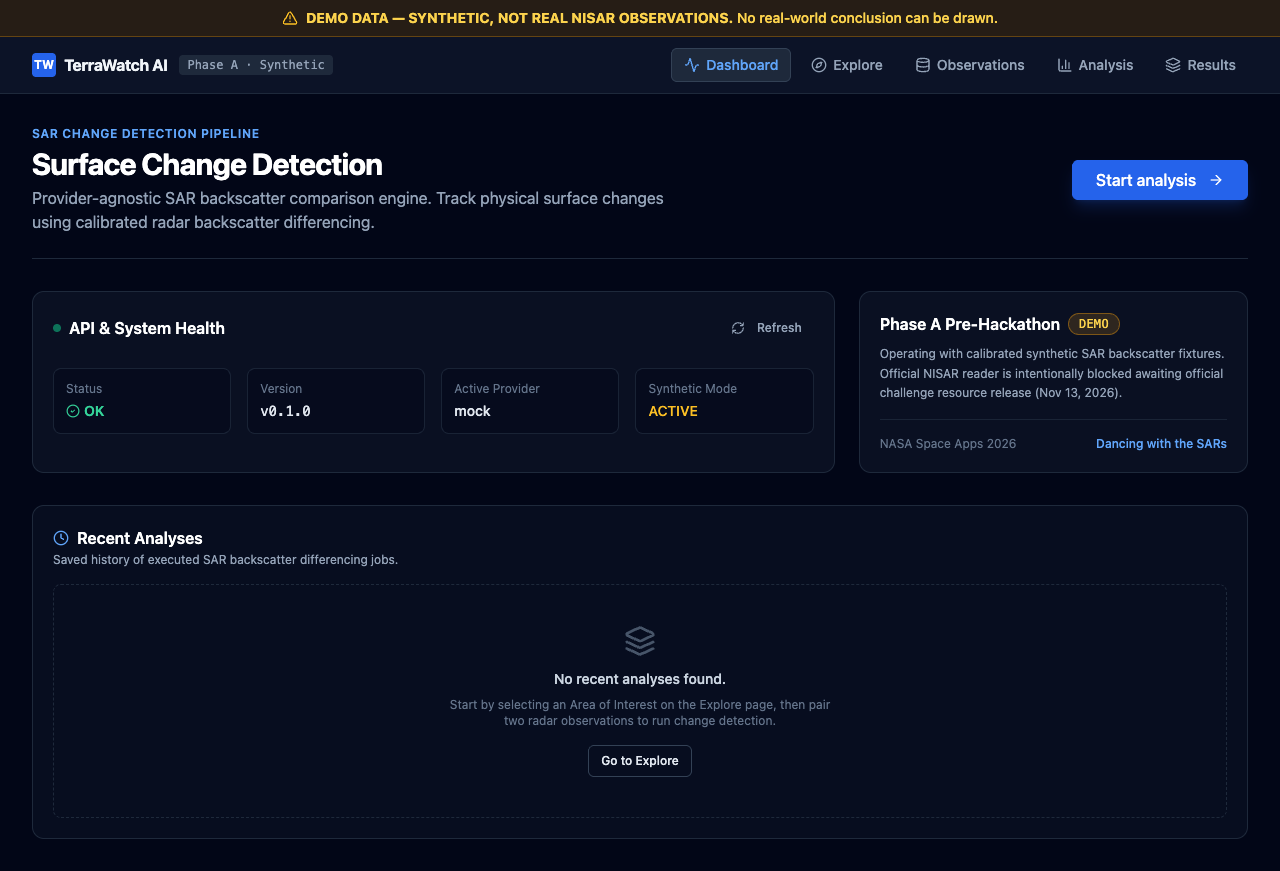 DEMO DATA — SYNTHETIC, NOT REAL NISAR OBSERVATIONS. No real-world conclusion can be drawn.
TW TerraWatch AI Phase A · Synthetic Dashboard Explore Observations Analysis Results
SAR CHANGE DETECTION PIPELINE
Surface Change Detection
Provider-agnostic SAR backscatter comparison engine. Track physical surface changes
using calibrated radar backscatter differencing.
Start analysis
API & System Health
Refresh
Status
OK
Version
v0.1.0
Active Provider
mock
Synthetic Mode
ACTIVE
Phase A Pre-Hackathon DEMO
Operating with calibrated synthetic SAR backscatter fixtures.
Official NISAR reader is intentionally blocked awaiting official
challenge resource release (Nov 13, 2026).
NASA Space Apps 2026 Dancing with the SARs
Recent Analyses
Saved history of executed SAR backscatter differencing jobs.
No recent analyses found.
Start by selecting an Area of Interest on the Explore page, then pair
two radar observations to run change detection.
Go to Explore